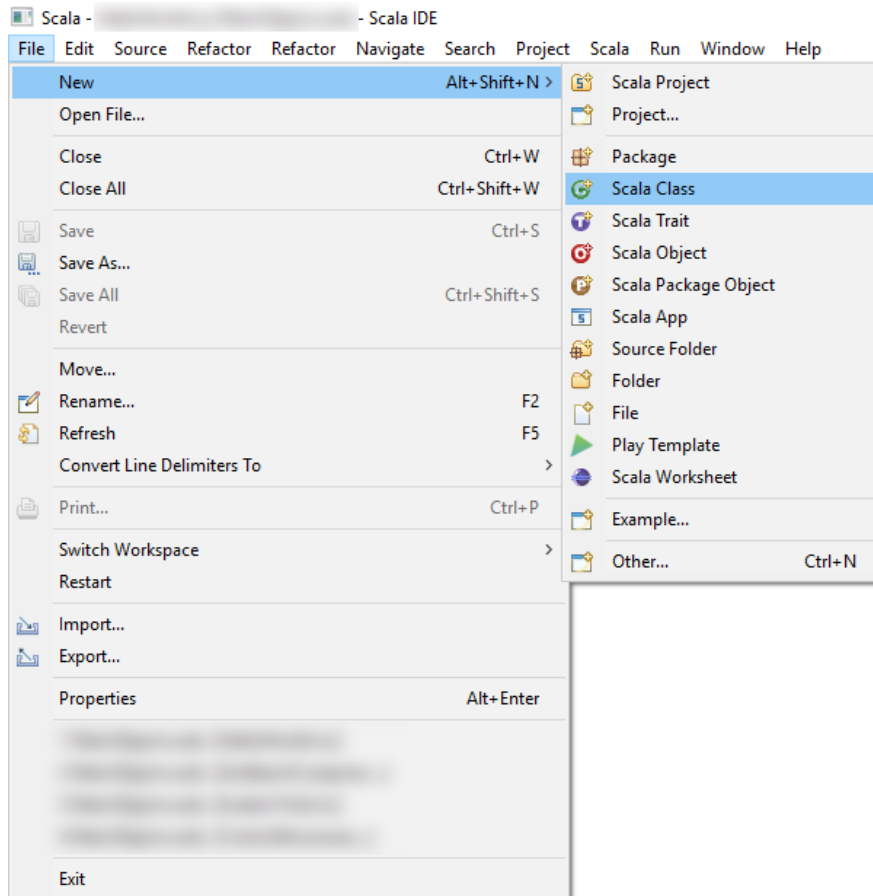 Scala - - Scala IDE
File Edit Source Refactor Refactor Navigate Search Project Scala Run Window Help
New Alt+Shift+N >
Open File...
Close Ctrl+W
Close All Ctrl+Shift+W
Save Ctrl+S
Save As...
Save All Ctrl+Shift+S
Revert
Move...
Rename... F2
Refresh F5
Convert Line Delimiters To >
Print... Ctrl+P
Switch Workspace >
Restart
Import...
Export...
Properties Alt+Enter
Exit
Scala Project
Project...
Package
Scala Class
Scala Trait
Scala Object
Scala Package Object
Scala App
Source Folder
Folder
File
Play Template
Scala Worksheet
Example...
Other... Ctrl+N